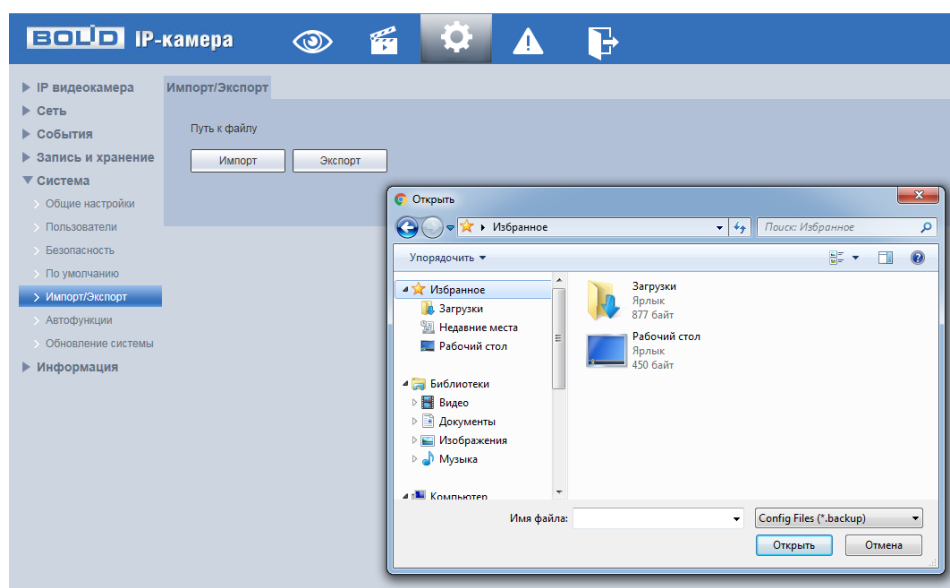 BOLID IP-камера
IP видеокамера
Сеть
События
Запись и хранение
Система
Общие настройки
Пользователи
Безопасность
По умолчанию
Импорт/Экспорт
Автофункции
Обновление системы
Информация
Импорт/Экспорт
Путь к файлу
Импорт Экспорт
Открыть
Избранное
Поиск: Избранное
Упорядочить
Избранное
Загрузки
Недавние места
Рабочий стол
Библиотеки
Видео
Документы
Изображения
Музыка
Компьютер
Загрузки
Ярлык
877 байт
Рабочий стол
Ярлык
450 байт
Имя файла:
Config Files (*.backup)
Открыть Отмена